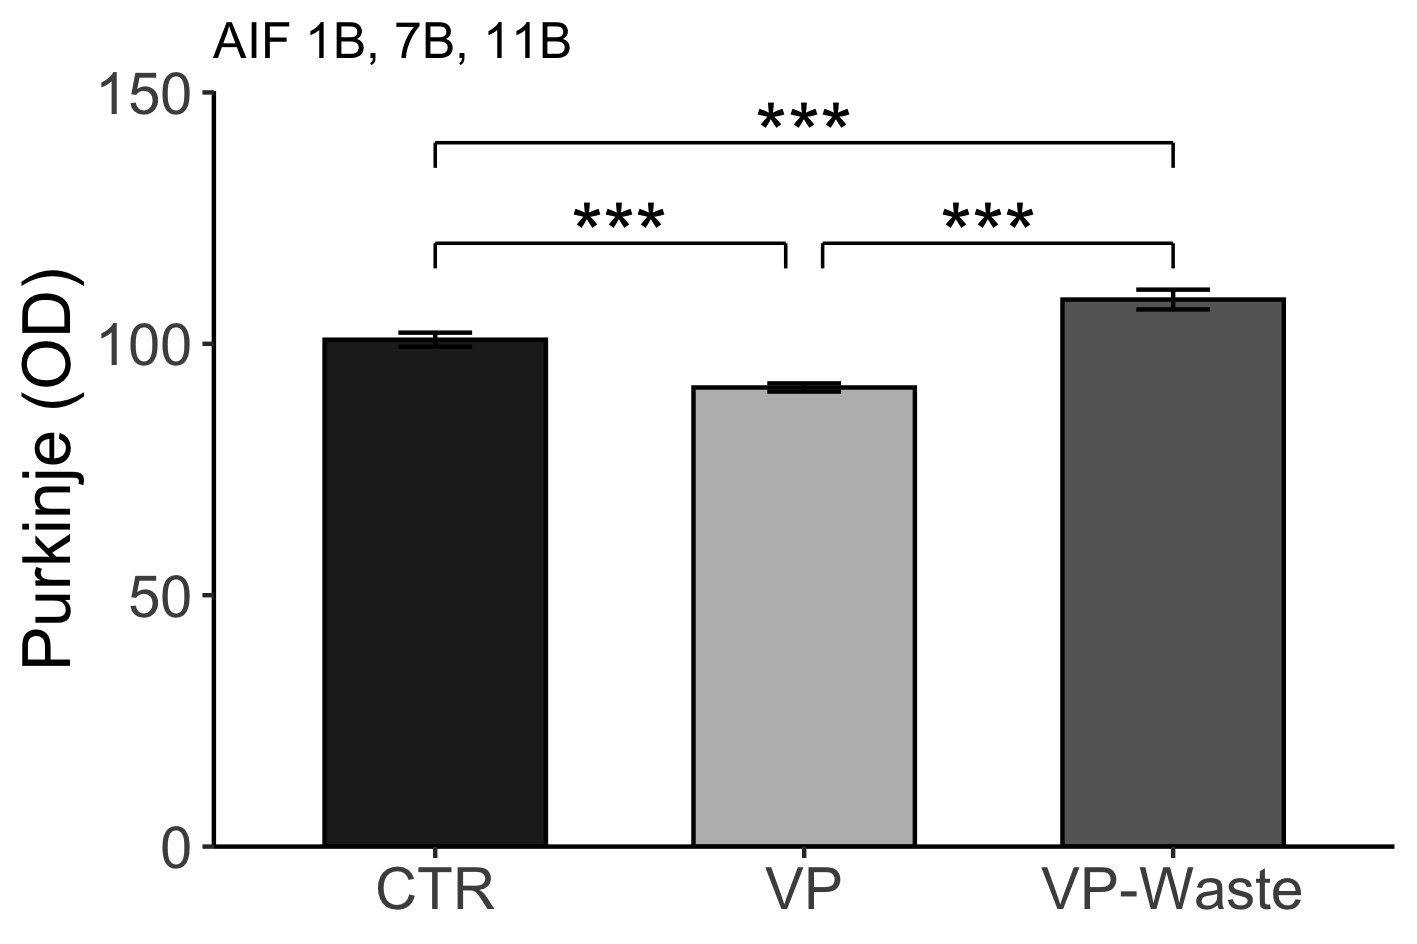 AIF 1B, 7B, 11B
150
100
50
0
Purkinje (OD)
***
***
***
CTR
VP
VP-Waste